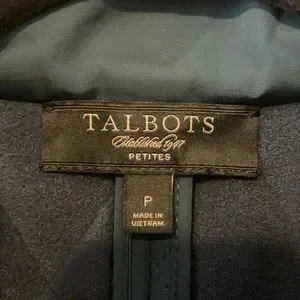 TALBOTS
Established 1947
PETITES
P
MADE IN
VIETNAM